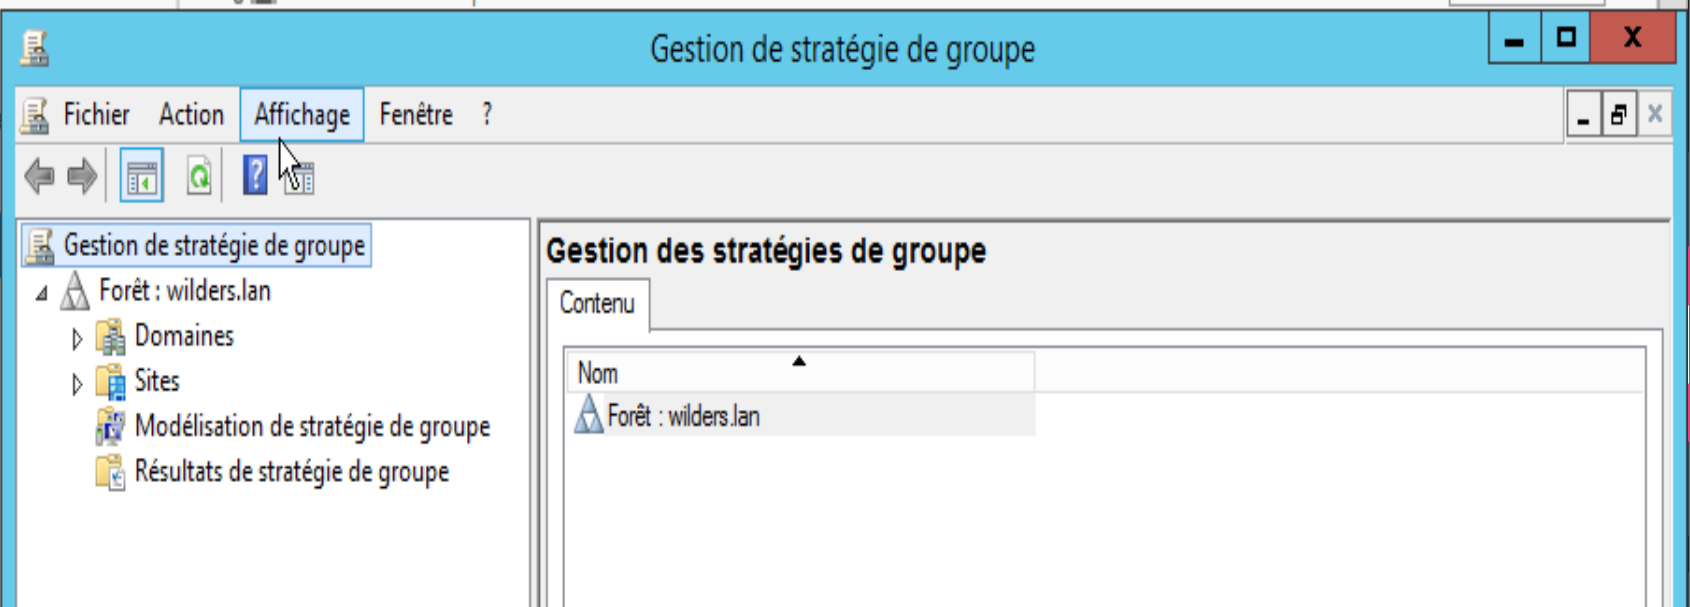 Gestion de stratégie de groupe
Fichier Action Affichage Fenêtre ?
Gestion de stratégie de groupe
Forêt : wilders.lan
Domaines
Sites
Modélisation de stratégie de groupe
Résultats de stratégie de groupe
Gestion des stratégies de groupe
Contenu
Nom
Forêt : wilders.lan